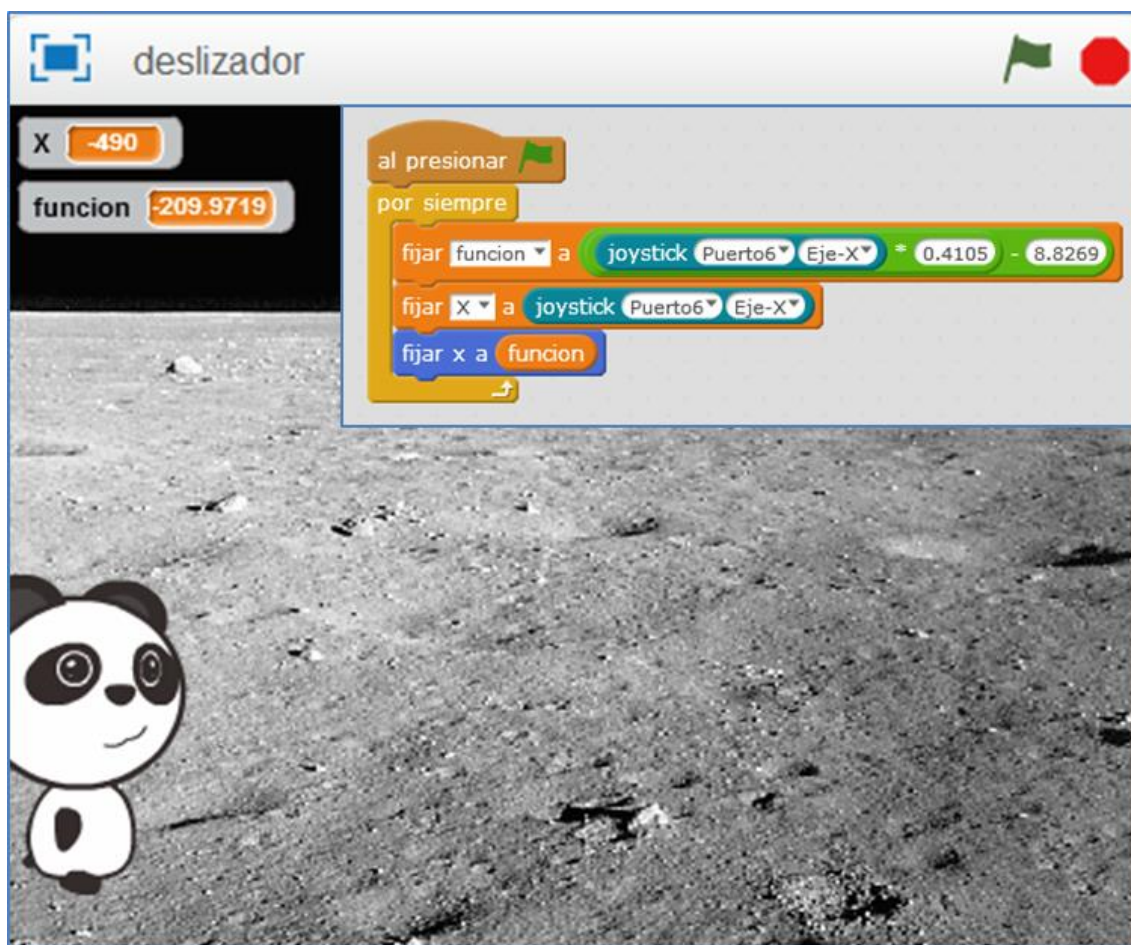 deslizador
X -490
funcion -209.9719
al presionar
por siempre
fijar funcion a joystick Puerto6 Eje-X * 0.4105 - 8.8269
fijar X a joystick Puerto6 Eje-X
fijar x a funcion